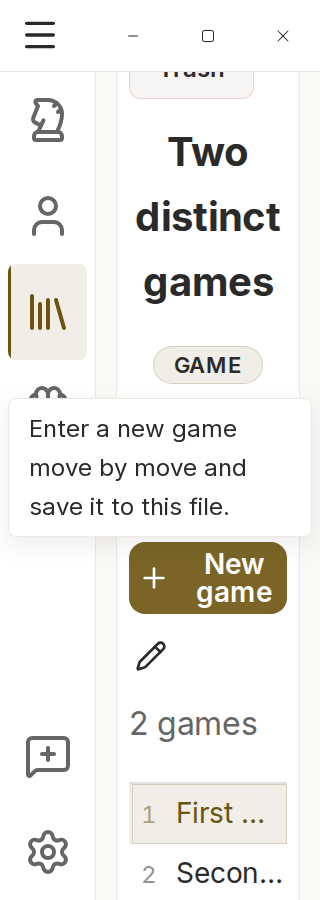 Trash
Two
distinct
games
GAME
Enter a new game
move by move and
save it to this file.
New
game
2 games
1 First ...
2 Secon...